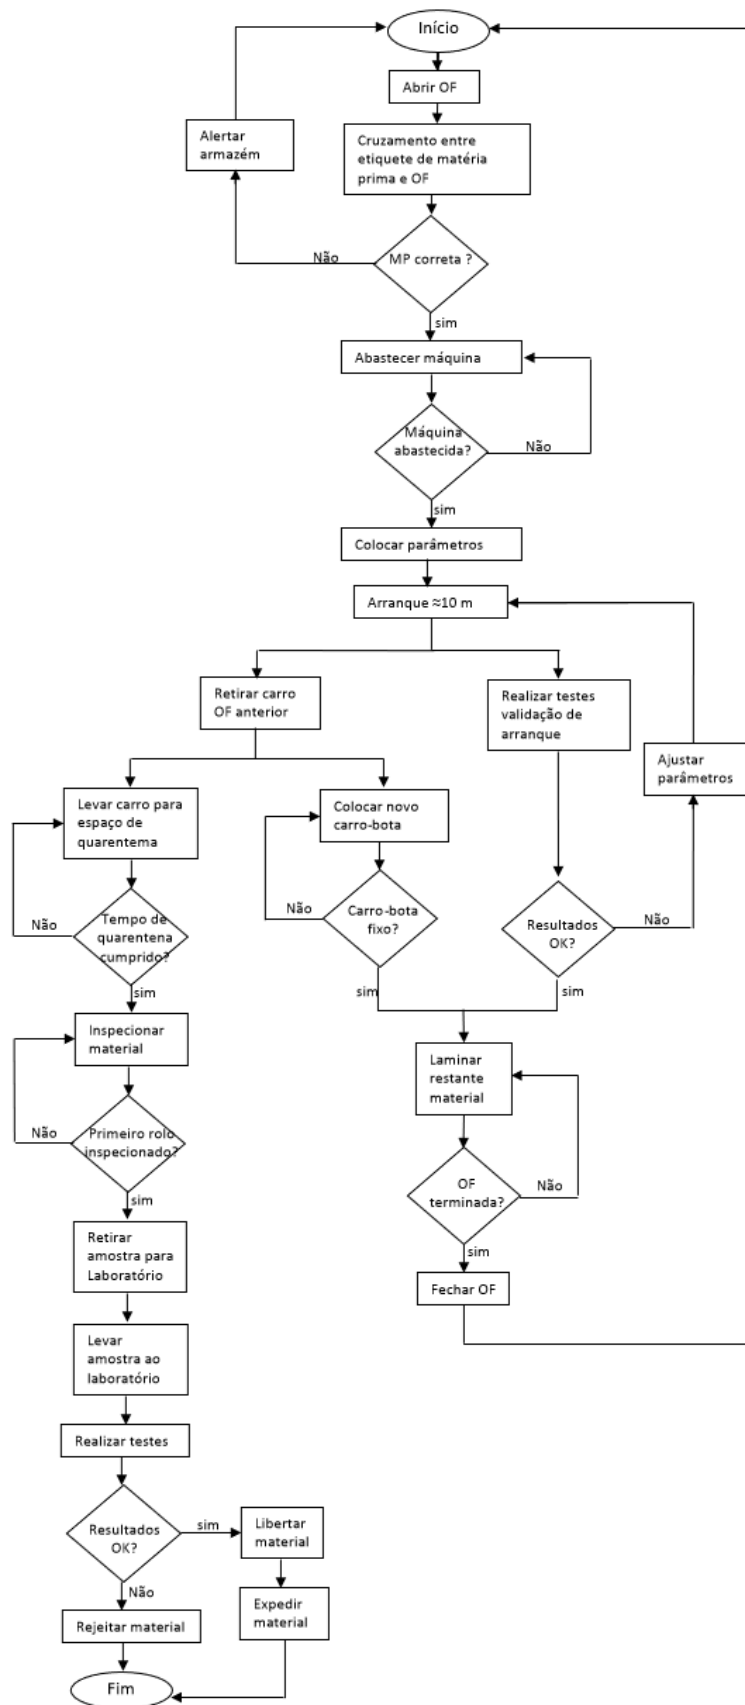 Início
Abrir OF
Alertar
armazém
Cruzamento entre
etiquete de matéria
prima e OF
Não
MP correta ?
sim
Abastecer máquina
Máquina
abastecida?
Não
sim
Colocar parâmetros
Arranque ≈10 m
Retirar carro
OF anterior
Realizar testes
validação de
arranque
Ajustar
parâmetros
Levar carro para
espaço de
quarentema
Colocar novo
carro-bota
Não
Tempo de
quarentena
cumprido?
Não
Carro-bota
fixo?
Resultados
OK?
Não
sim
sim
sim
Inspecionar
material
Laminar
restante
material
Não
Primeiro rolo
inspecionado?
OF
terminada?
Não
sim
sim
Retirar
amostra para
Laboratório
Fechar OF
Levar
amostra ao
laboratório
Realizar testes
Resultados
OK?
sim
Libertar
material
Não
Expedir
material
Rejeitar material
Fim